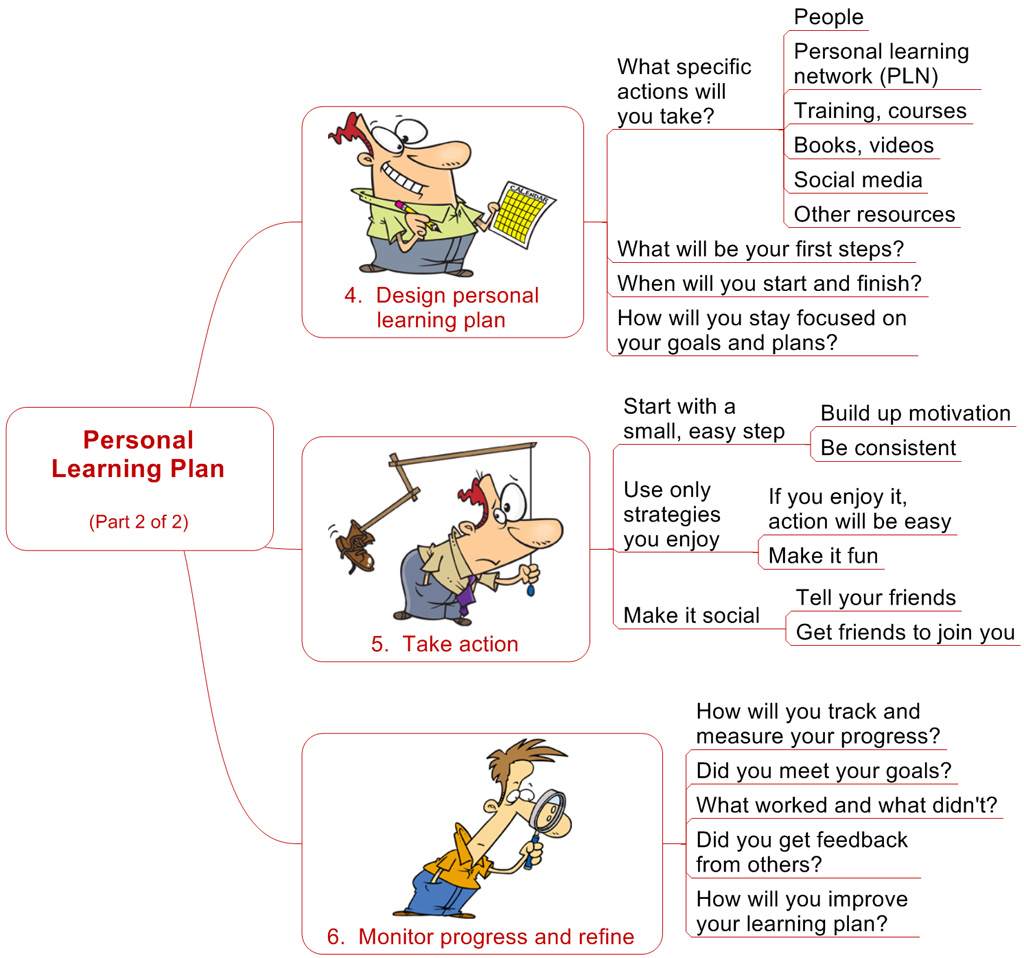 Personal
Learning Plan
(Part 2 of 2)
CALENDAR
4. Design personal
learning plan
What specific
actions will
you take?
People
Personal learning
network (PLN)
Training, courses
Books, videos
Social media
Other resources
What will be your first steps?
When will you start and finish?
How will you stay focused on
your goals and plans?
5. Take action
Start with a
small, easy step
Build up motivation
Be consistent
Use only
strategies
you enjoy
If you enjoy it,
action will be easy
Make it fun
Make it social
Tell your friends
Get friends to join you
6. Monitor progress and refine
How will you track and
measure your progress?
Did you meet your goals?
What worked and what didn't?
Did you get feedback
from others?
How will you improve
your learning plan?